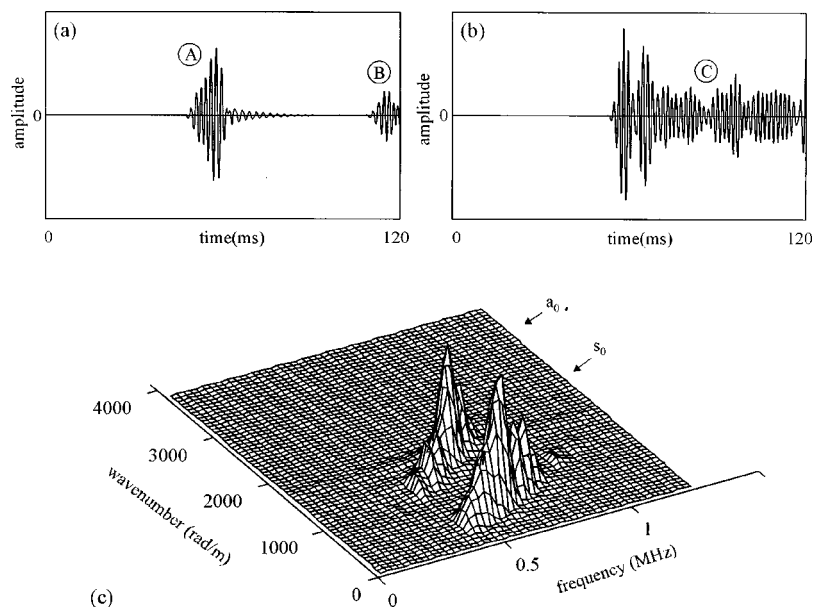 (a)
A
B
amplitude
0
0
time(ms)
120
(b)
C
amplitude
0
0
time(ms)
120
a₀
s₀
4000
3000
2000
1000
0
wavenumber (rad/m)
0
0.5
1
frequency (MHz)
(c)